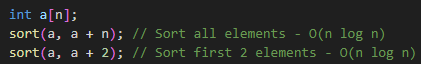 int a[n];
sort(a, a + n); // Sort all elements - O(n log n)
sort(a, a + 2); // Sort first 2 elements - O(n log n)